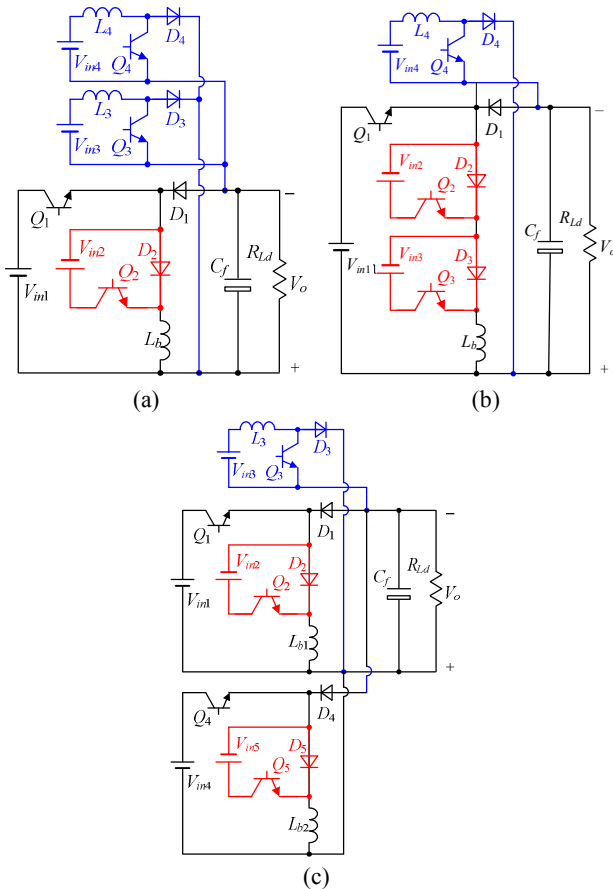 L4
D4
Vin4
Q4
L3
D3
Vin3
Q3
Q1
D1
−
Vin2
D2
Q2
Cf
RLd
Vin1
Vo
Lb
+
(a)
L4
D4
Vin4
Q4
−
Q1
D1
Vin2
D2
Q2
RLd
Cf
Vin3
D3
Vo
Vin11
Q3
Lb
+
(b)
L3
D3
Vin3
Q3
−
Q1
D1
Vin2
D2
RLd
Cf
Q2
Vin1
Vo
Lb1
+
Q4
D4
Vin5
D5
Q5
Vin4
Lb2
(c)